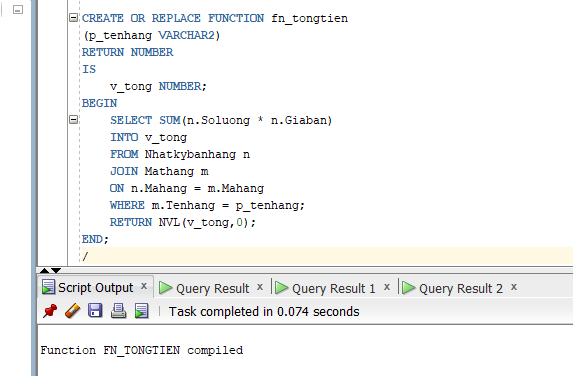 CREATE OR REPLACE FUNCTION fn_tongtien
(p_tenhang VARCHAR2)
RETURN NUMBER
IS
    v_tong NUMBER;
BEGIN
    SELECT SUM(n.Soluong * n.Giaban)
    INTO v_tong
    FROM Nhatkybanhang n
    JOIN Mathang m
    ON n.Mahang = m.Mahang
    WHERE m.Tenhang = p_tenhang;
    RETURN NVL(v_tong,0);
END;
/
Script Output x Query Result x Query Result 1 x Query Result 2 x
Task completed in 0.074 seconds
Function FN_TONGTIEN compiled